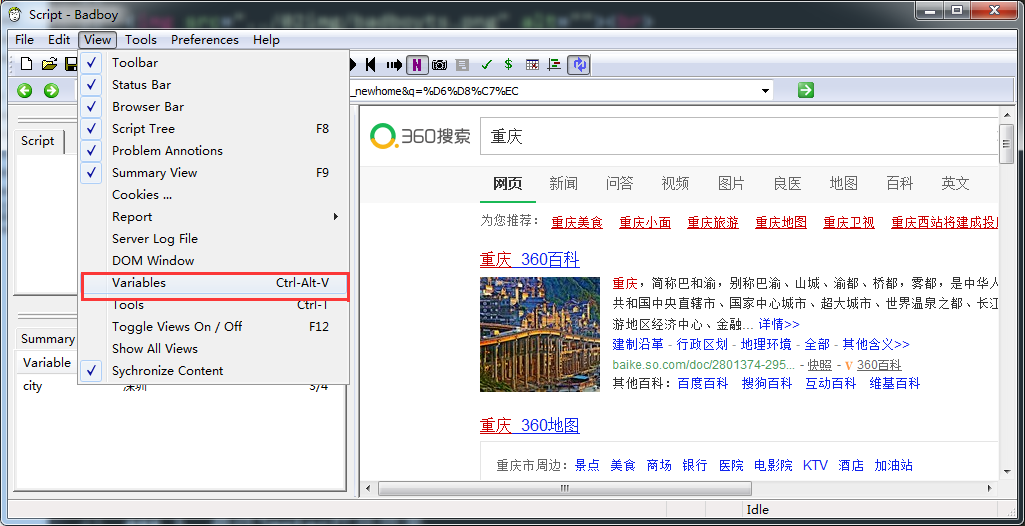 Script - Badboy
File Edit View Tools Preferences Help
Toolbar
Status Bar
Browser Bar
Script Tree F8
Problem Annotions
Summary View F9
Cookies ...
Report
Server Log File
DOM Window
Variables Ctrl-Alt-V
Tools Ctrl-T
Toggle Views On / Off F12
Show All Views
Sychronize Content
Script
Summary
Variable
city 深圳 3/4
N
$
_newhome&q=%D6%D8%C7%EC
360搜索 重庆
网页 新闻 问答 视频 图片 良医 地图 百科 英文
为您推荐: 重庆美食 重庆小面 重庆旅游 重庆地图 重庆卫视 重庆西站将建成投
重庆_360百科
重庆，简称巴和渝，别称巴渝、山城、渝都、桥都，雾都，是中华人
共和国中央直辖市、国家中心城市、超大城市、世界温泉之都、长江
游地区经济中心、金融... 详情>>
建制沿革 - 行政区划 - 地理环境 - 全部 - 其他含义>>
baike.so.com/doc/2801374-295... - 快照 - V 360百科
其他百科：百度百科 搜狗百科 互动百科 维基百科
重庆_360地图
重庆市周边：景点 美食 商场 银行 医院 电影院 KTV 酒店 加油站
Idle